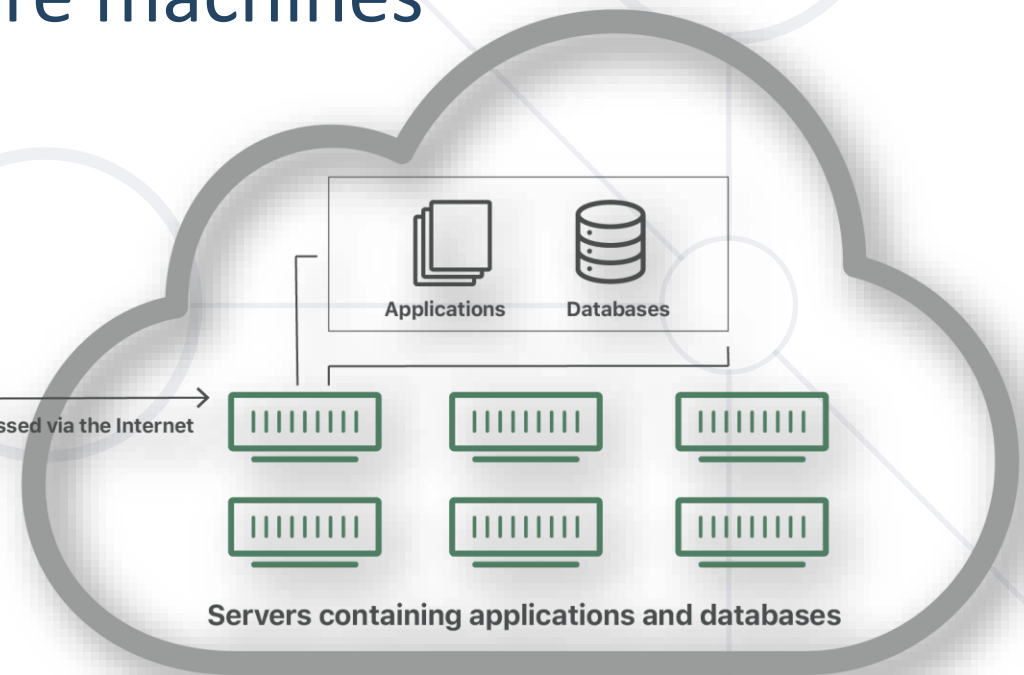 re machines
Applications
Databases
ssed via the Internet
Servers containing applications and databases